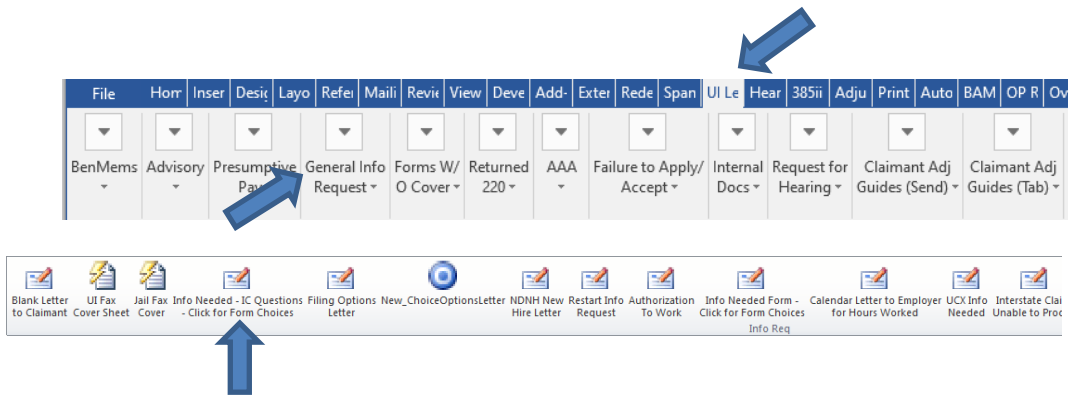 File Horr Inser Desig Layo Refer Maili Revie View Deve Add- Exter Rede Span UI Le Hear 385ii Adju Print Auto BAM OP R Ov
BenMems Advisory Presumptive General Info Forms W/ Returned AAA Failure to Apply/ Internal Request for Claimant Adj Claimant Adj
Pay Request O Cover 220 Accept Docs Hearing Guides (Send) Guides (Tab)
Blank Letter UI Fax Jail Fax Info Needed - IC Questions Filing Options New_ChoiceOptionsLetter NDNH New Restart Info Authorization Info Needed Form - Calendar Letter to Employer UCX Info Interstate Clai
to Claimant Cover Sheet Cover - Click for Form Choices Letter Hire Letter Request To Work Click for Form Choices for Hours Worked Needed Unable to Proc
Info Req